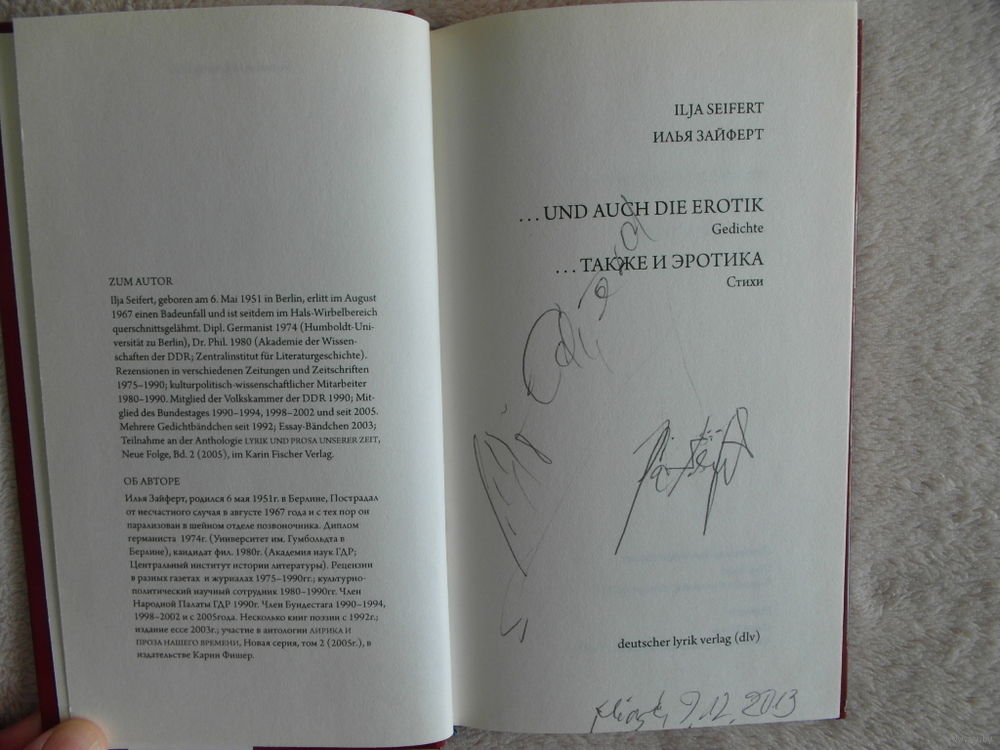 ZUM AUTOR
Ilja Seifert, geboren am 6. Mai 1951 in Berlin, erlitt im August
1967 einen Badeunfall und ist seitdem im Hals-Wirbelbereich
querschnittsgelähmt. Dipl. Germanist 1974 (Humboldt-Uni-
versität zu Berlin), Dr. Phil. 1980 (Akademie der Wissen-
schaften der DDR; Zentralinstitut für Literaturgeschichte).
Rezensionen in verschiedenen Zeitungen und Zeitschriften
1975–1990; kulturpolitisch-wissenschaftlicher Mitarbeiter
1980–1990. Mitglied der Volkskammer der DDR 1990; Mit-
glied des Bundestages 1990–1994, 1998–2002 und seit 2005.
Mehrere Gedichtbändchen seit 1992; Essay-Bändchen 2003;
Teilnahme an der Anthologie LYRIK UND PROSA UNSERER ZEIT,
Neue Folge, Bd. 2 (2005), im Karin Fischer Verlag.
ОБ АВТОРЕ
Илья Зайферт, родился 6 мая 1951г. в Берлине, Пострадал
от несчастного случая в августе 1967 года и с тех пор он
парализован в шейном отделе позвоночника. Диплом
германиста 1974г. (Университет им. Гумбольдта в
Берлине), кандидат фил. 1980г. (Академия наук ГДР;
Центральный институт истории литературы). Рецензии
в разных газетах и журналах 1975–1990гг.; культурно-
политический научный сотрудник 1980–1990гг. Член
Народной Палаты ГДР 1990г. Член Бундестага 1990–1994,
1998–2002 и с 2005года. Несколько книг поэзии с 1992г.;
издание ессе 2003г.; участие в антологии ЛИРИКА И
ПРОЗА НАШЕГО ВРЕМЕНИ, Новая серия, том 2 (2005г.), в
издательстве Карин Фишер.
ILJA SEIFERT
ИЛЬЯ ЗАЙФЕРТ
...UND AUCH DIE EROTIK
Gedichte
...ТАКЖЕ И ЭРОТИКА
Стихи
deutscher lyrik verlag (dlv)
9.12.2013